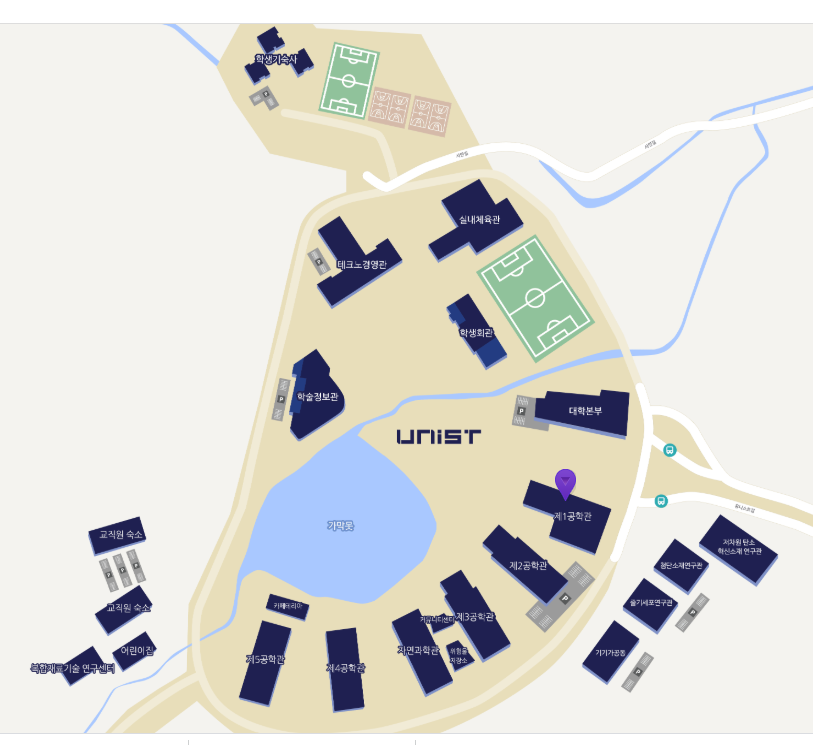 학생기숙사
P
사연길
사연길
실내체육관
테크노경영관
P
학생회관
학술정보관
P
대학본부
P
UNIST
제1공학관
유니스트길
가막못
교직원 숙소
P
P
P
제2공학관
P
저차원 탄소
혁신소재 연구관
첨단소재연구관
줄기세포연구관
P
카페테리아
교직원 숙소
커뮤니티센터
제3공학관
자연과학관
위험물
저장소
어린이집
복합재료기술 연구센터
제5공학관
제4공학관
기기가공동
P